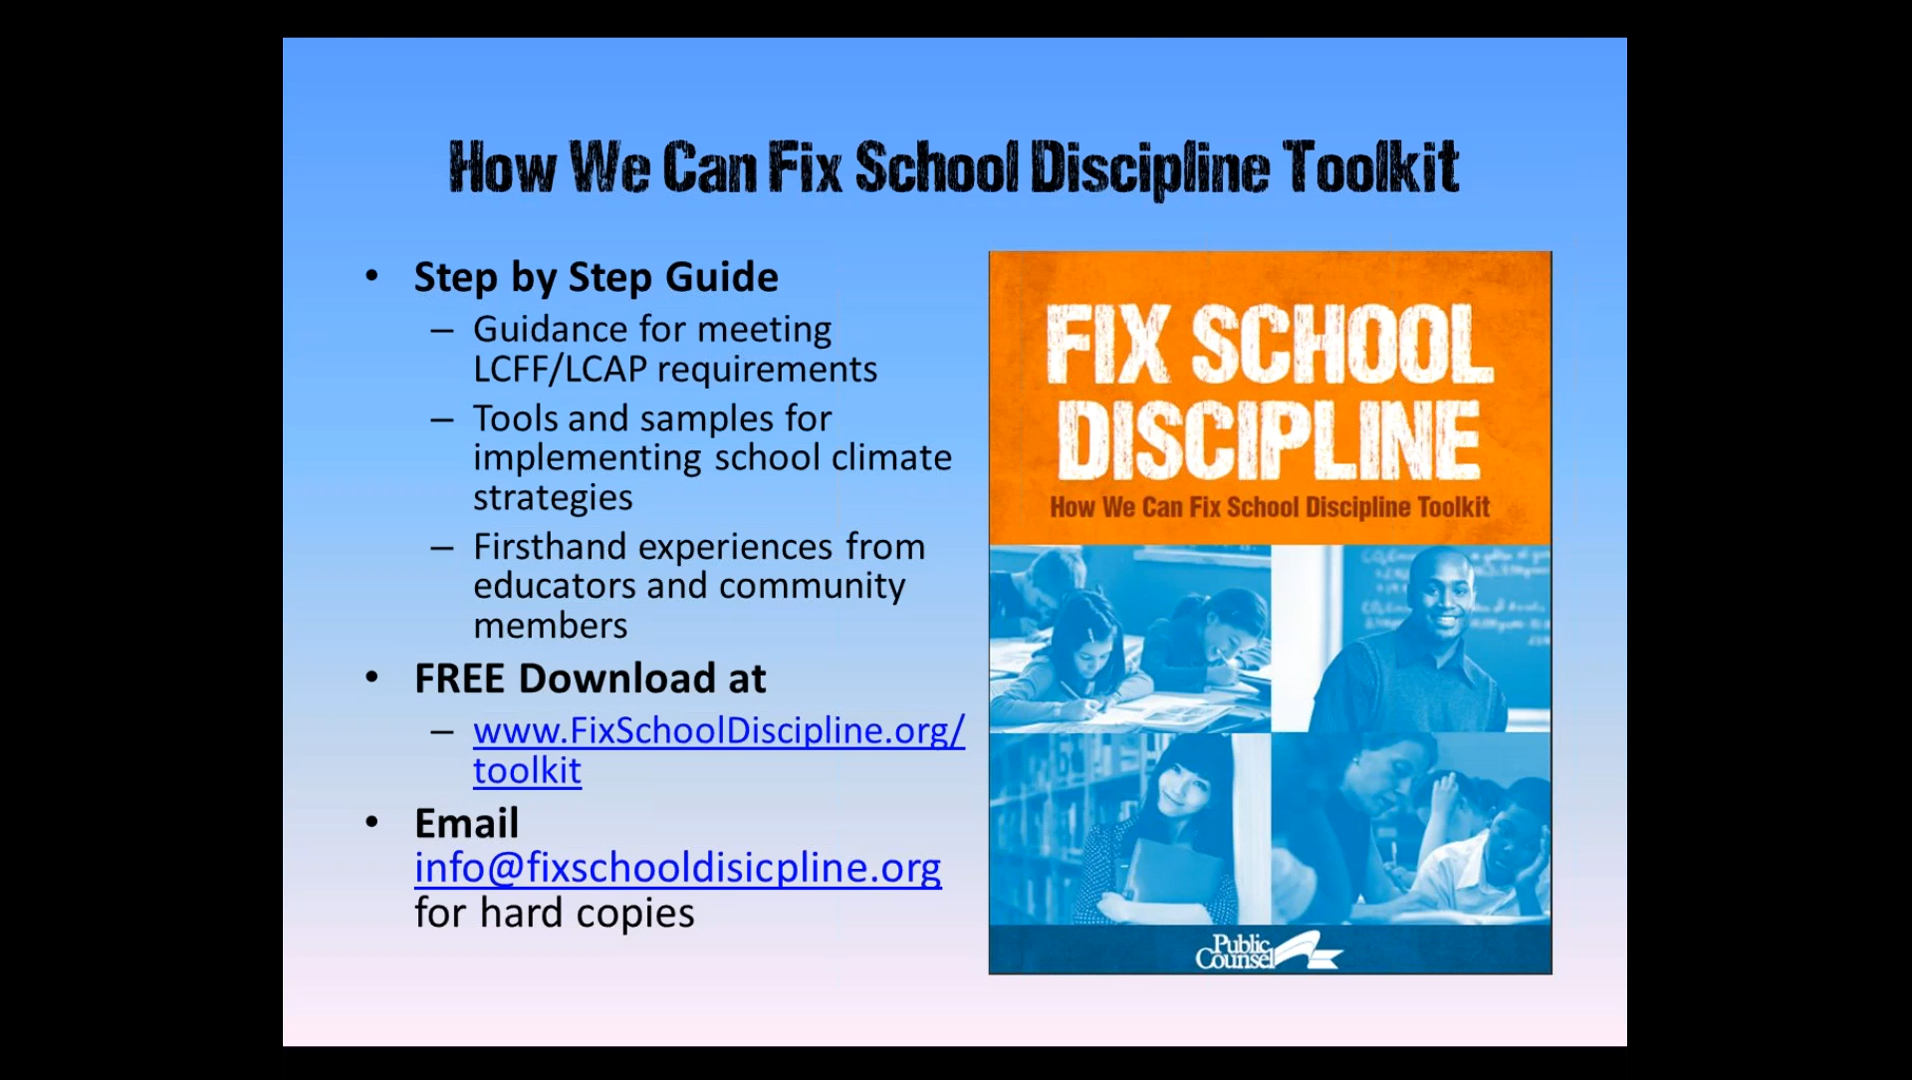 How We Can Fix School Discipline Toolkit
• Step by Step Guide
– Guidance for meeting
LCFF/LCAP requirements
– Tools and samples for
implementing school climate
strategies
– Firsthand experiences from
educators and community
members
• FREE Download at
– www.FixSchoolDiscipline.org/
toolkit
• Email
info@fixschooldisicpline.org
for hard copies
FIX SCHOOL
DISCIPLINE
How We Can Fix School Discipline Toolkit
Public
Counsel